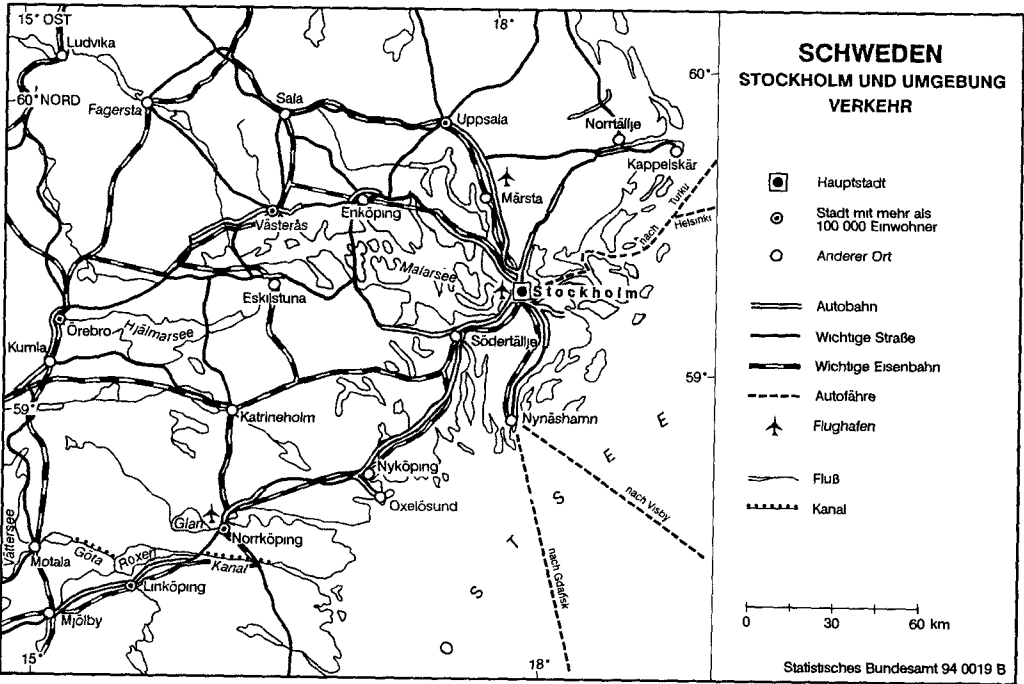 15° OST
18°
Ludvika
60° NORD
Fagersta
Sala
Uppsala
60°
Norrtälje
Kappelskär
Märsta
Enköping
Västerås
nach Turku
Helsinki
Malarsee
Stockholm
Eskilstuna
Örebro
Hjälmarsee
Södertälje
Kumla
59°
59°
Katrineholm
Nynäshamn
Nyköping
Oxelösund
nach Visby
nach Gdańsk
OSTSEE
Vättersee
Glan
Norrköping
Motala
Göta
Roxen
Kanal
Linköping
Mjölby
15°
18°
SCHWEDEN
STOCKHOLM UND UMGEBUNG
VERKEHR
Hauptstadt
Stadt mit mehr als
100 000 Einwohner
Anderer Ort
Autobahn
Wichtige Straße
Wichtige Eisenbahn
Autofähre
Flughafen
Fluß
Kanal
0 30 60 km
Statistisches Bundesamt 94 0019 B